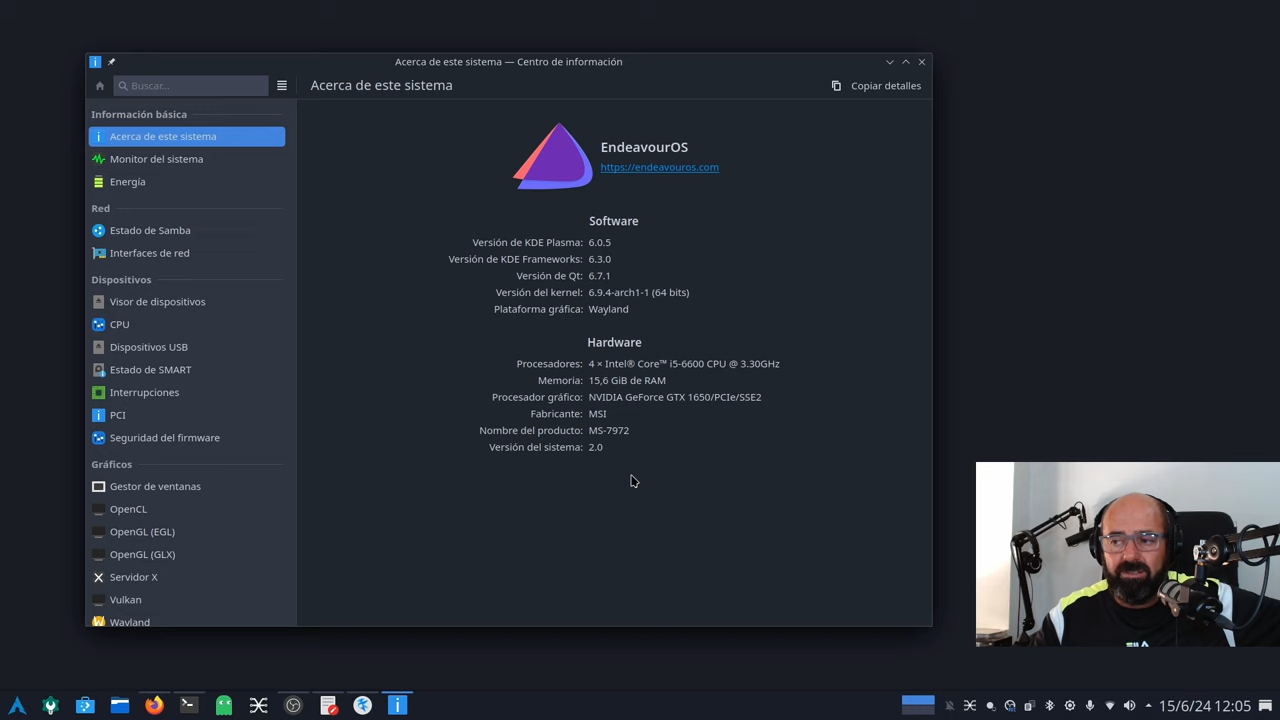 Acerca de este sistema — Centro de información
Buscar...
Acerca de este sistema
Copiar detalles
Información básica
Acerca de este sistema
Monitor del sistema
Energía
Red
Estado de Samba
Interfaces de red
Dispositivos
Visor de dispositivos
CPU
Dispositivos USB
Estado de SMART
Interrupciones
PCI
Seguridad del firmware
Gráficos
Gestor de ventanas
OpenCL
OpenGL (EGL)
OpenGL (GLX)
Servidor X
Vulkan
Wayland
EndeavourOS
https://endeavouros.com
Software
Versión de KDE Plasma: 6.0.5
Versión de KDE Frameworks: 6.3.0
Versión de Qt: 6.7.1
Versión del kernel: 6.9.4-arch1-1 (64 bits)
Plataforma gráfica: Wayland
Hardware
Procesadores: 4 × Intel® Core™ i5-6600 CPU @ 3.30GHz
Memoria: 15,6 GiB de RAM
Procesador gráfico: NVIDIA GeForce GTX 1650/PCIe/SSE2
Fabricante: MSI
Nombre del producto: MS-7972
Versión del sistema: 2.0
15/6/24 12:05